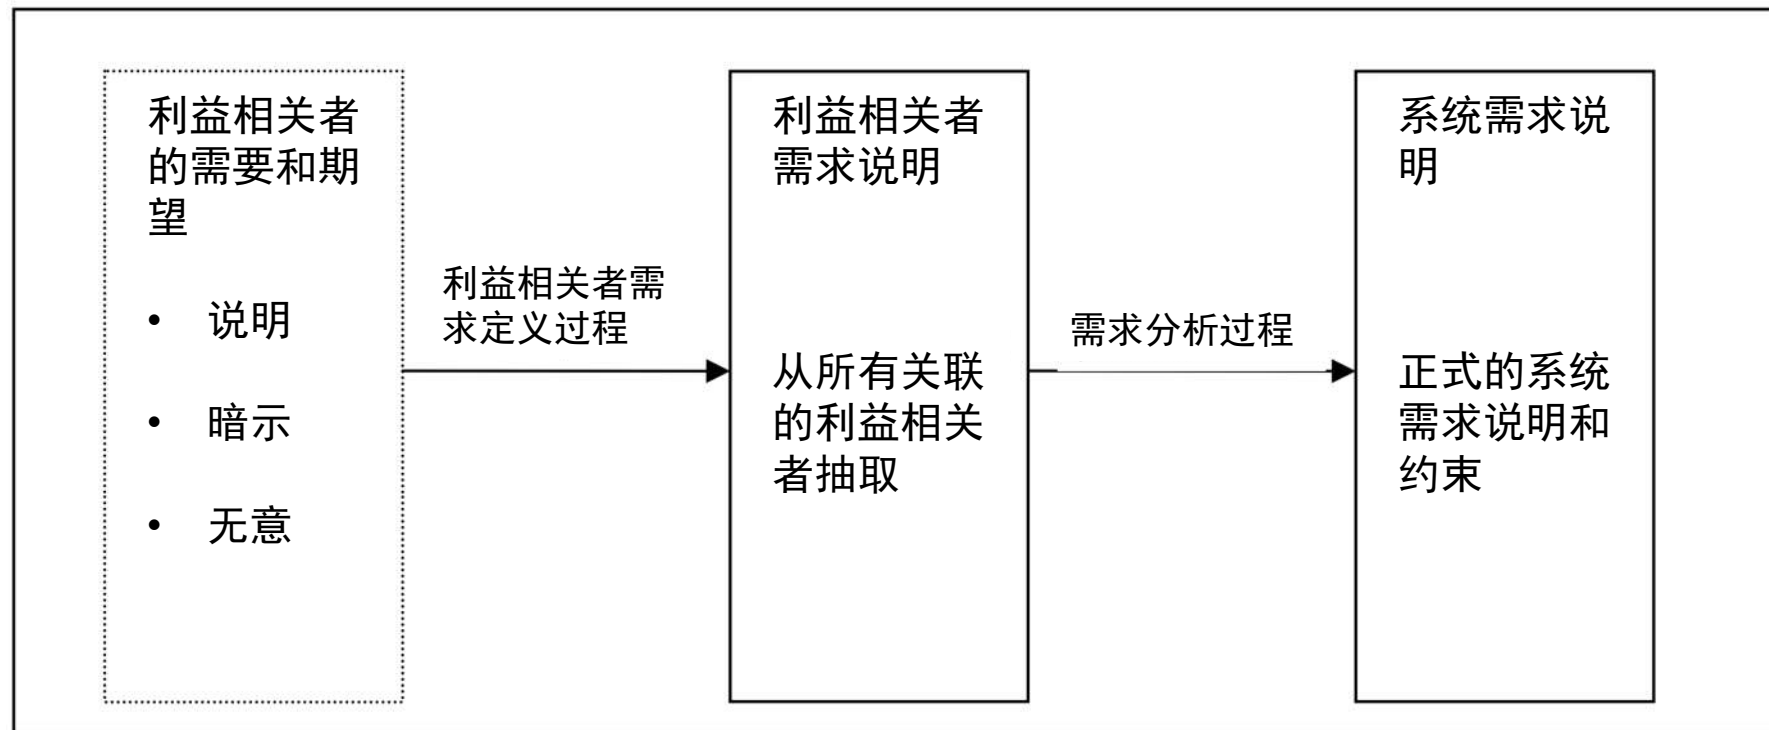 利益相关者
的需要和期
望
• 说明
• 暗示
• 无意
利益相关者需
求定义过程
利益相关者
需求说明
从所有关联
的利益相关
者抽取
需求分析过程
系统需求说
明
正式的系统
需求说明和
约束